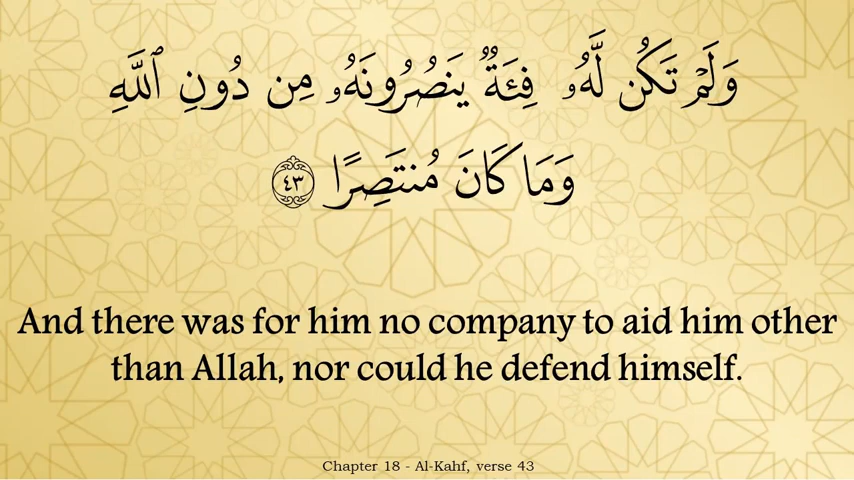 وَلَمْ تَكُن لَّهُۥ فِئَةٌ يَنصُرُونَهُۥ مِن دُونِ ٱللَّهِ
وَمَا كَانَ مُنتَصِرًا ٤٣
And there was for him no company to aid him other
than Allah, nor could he defend himself.
Chapter 18 - Al-Kahf, verse 43